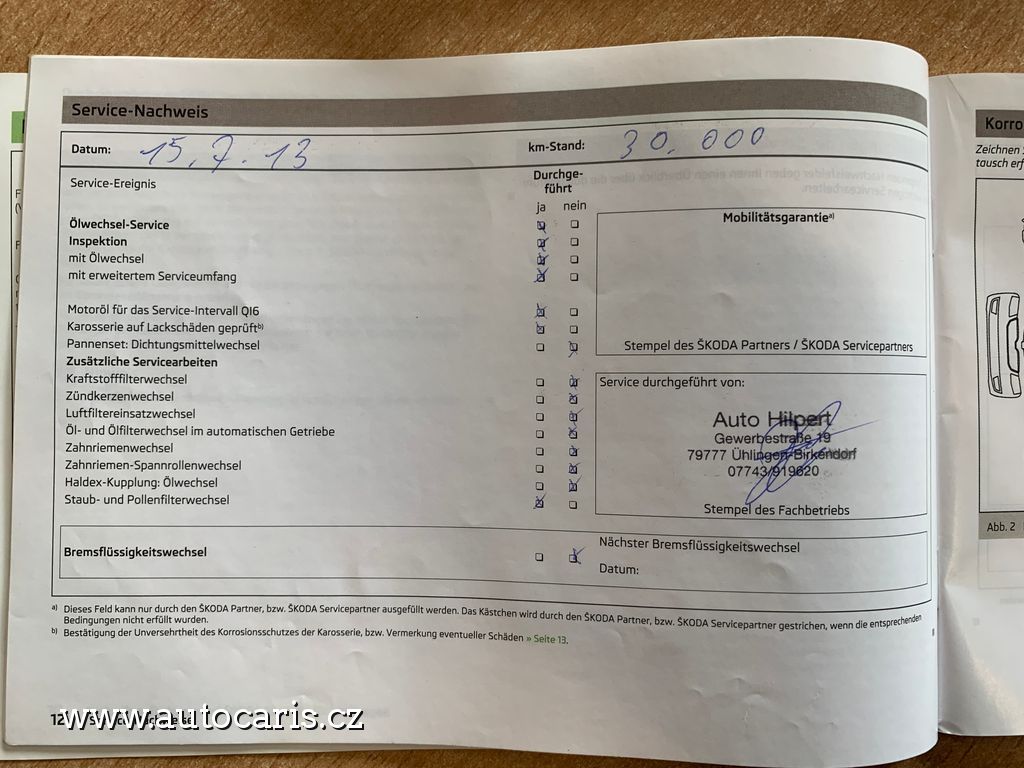 Service-Nachweis
Datum: 15.7.13 km-Stand: 30.000
Service-Ereignis Durchge-
führt
ja nein
Ölwechsel-Service
Inspektion
mit Ölwechsel
mit erweitertem Serviceumfang
Motoröl für das Service-Intervall QI6
Karosserie auf Lackschäden geprüftb)
Pannenset: Dichtungsmittelwechsel
Zusätzliche Servicearbeiten
Kraftstofffilterwechsel
Zündkerzenwechsel
Luftfiltereinsatzwechsel
Öl- und Ölfilterwechsel im automatischen Getriebe
Zahnriemenwechsel
Zahnriemen-Spannrollenwechsel
Haldex-Kupplung: Ölwechsel
Staub- und Pollenfilterwechsel
Mobilitätsgarantiea)
Stempel des ŠKODA Partners / ŠKODA Servicepartners
Service durchgeführt von:
Auto Hilpert
Gewerbestraße 19
79777 Ühlingen-Birkendorf
07743/919620
Stempel des Fachbetriebs
Bremsflüssigkeitswechsel
Nächster Bremsflüssigkeitswechsel
Datum:
a) Dieses Feld kann nur durch den ŠKODA Partner, bzw. ŠKODA Servicepartner ausgefüllt werden. Das Kästchen wird durch den ŠKODA Partner, bzw. ŠKODA Servicepartner gestrichen, wenn die entsprechenden
Bedingungen nicht erfüllt wurden.
b) Bestätigung der Unversehrtheit des Korrosionsschutzes der Karosserie, bzw. Vermerkung eventueller Schäden » Seite 13.
12
www.autocaris.cz
Korro
Zeichnen
tausch erf
Abb. 2